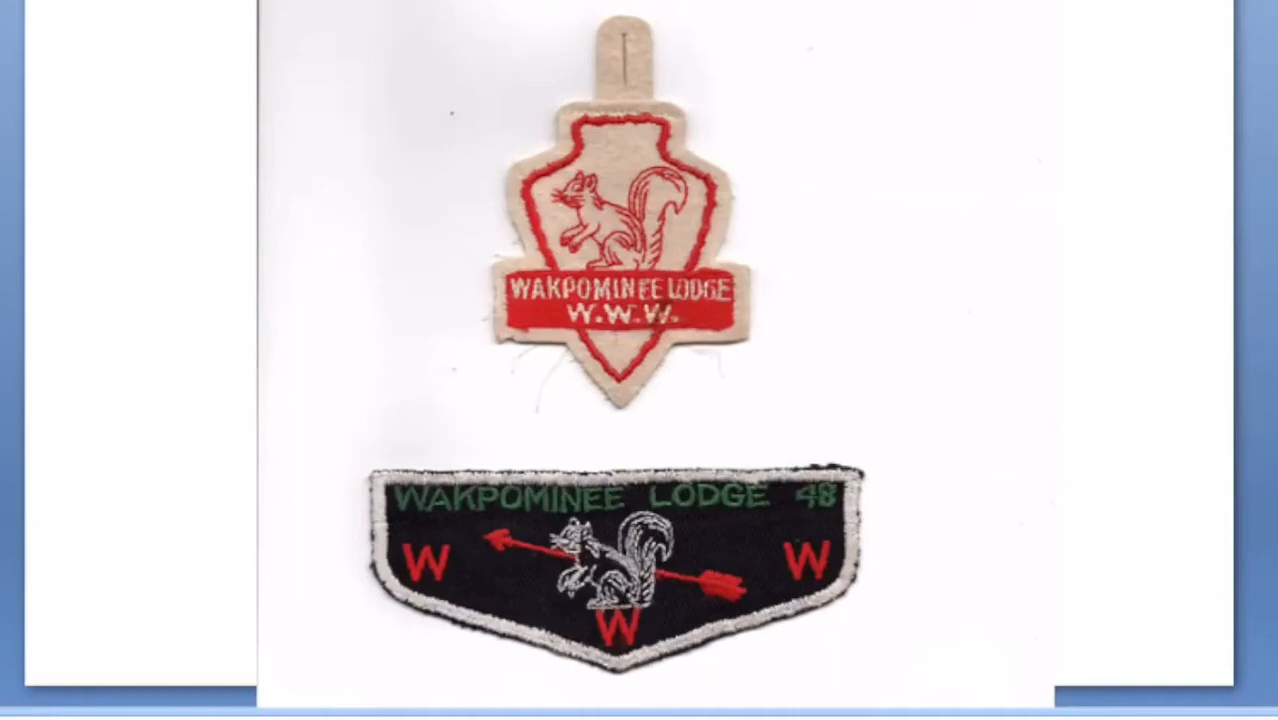 WAKPOMINEE LODGE
W.W.W.
WAKPOMINEE LODGE 48
W W
W